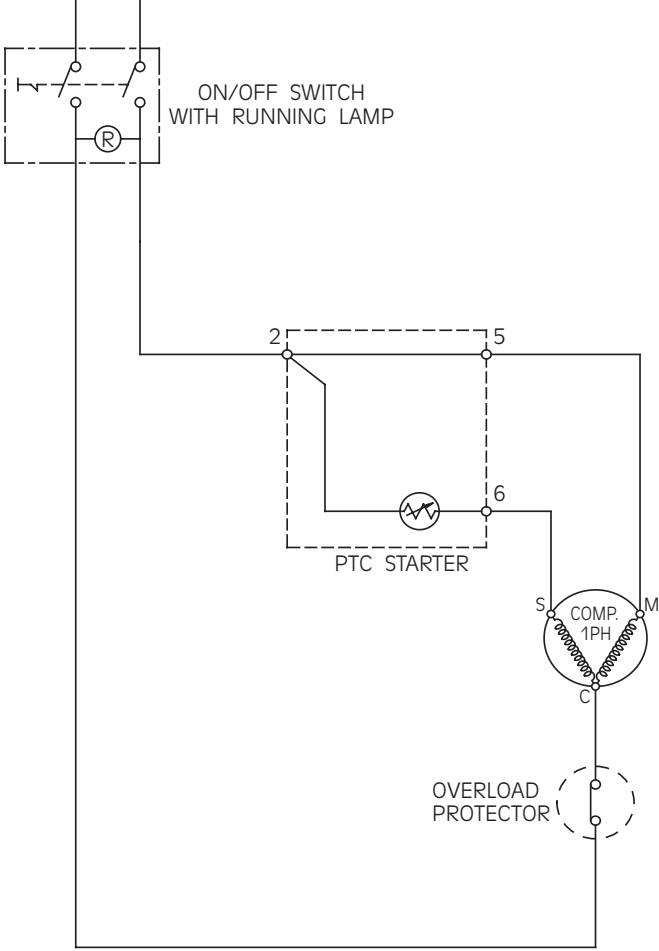 ON/OFF SWITCH
WITH RUNNING LAMP
R
2
5
6
PTC STARTER
S
M
COMP.
1PH
C
OVERLOAD
PROTECTOR